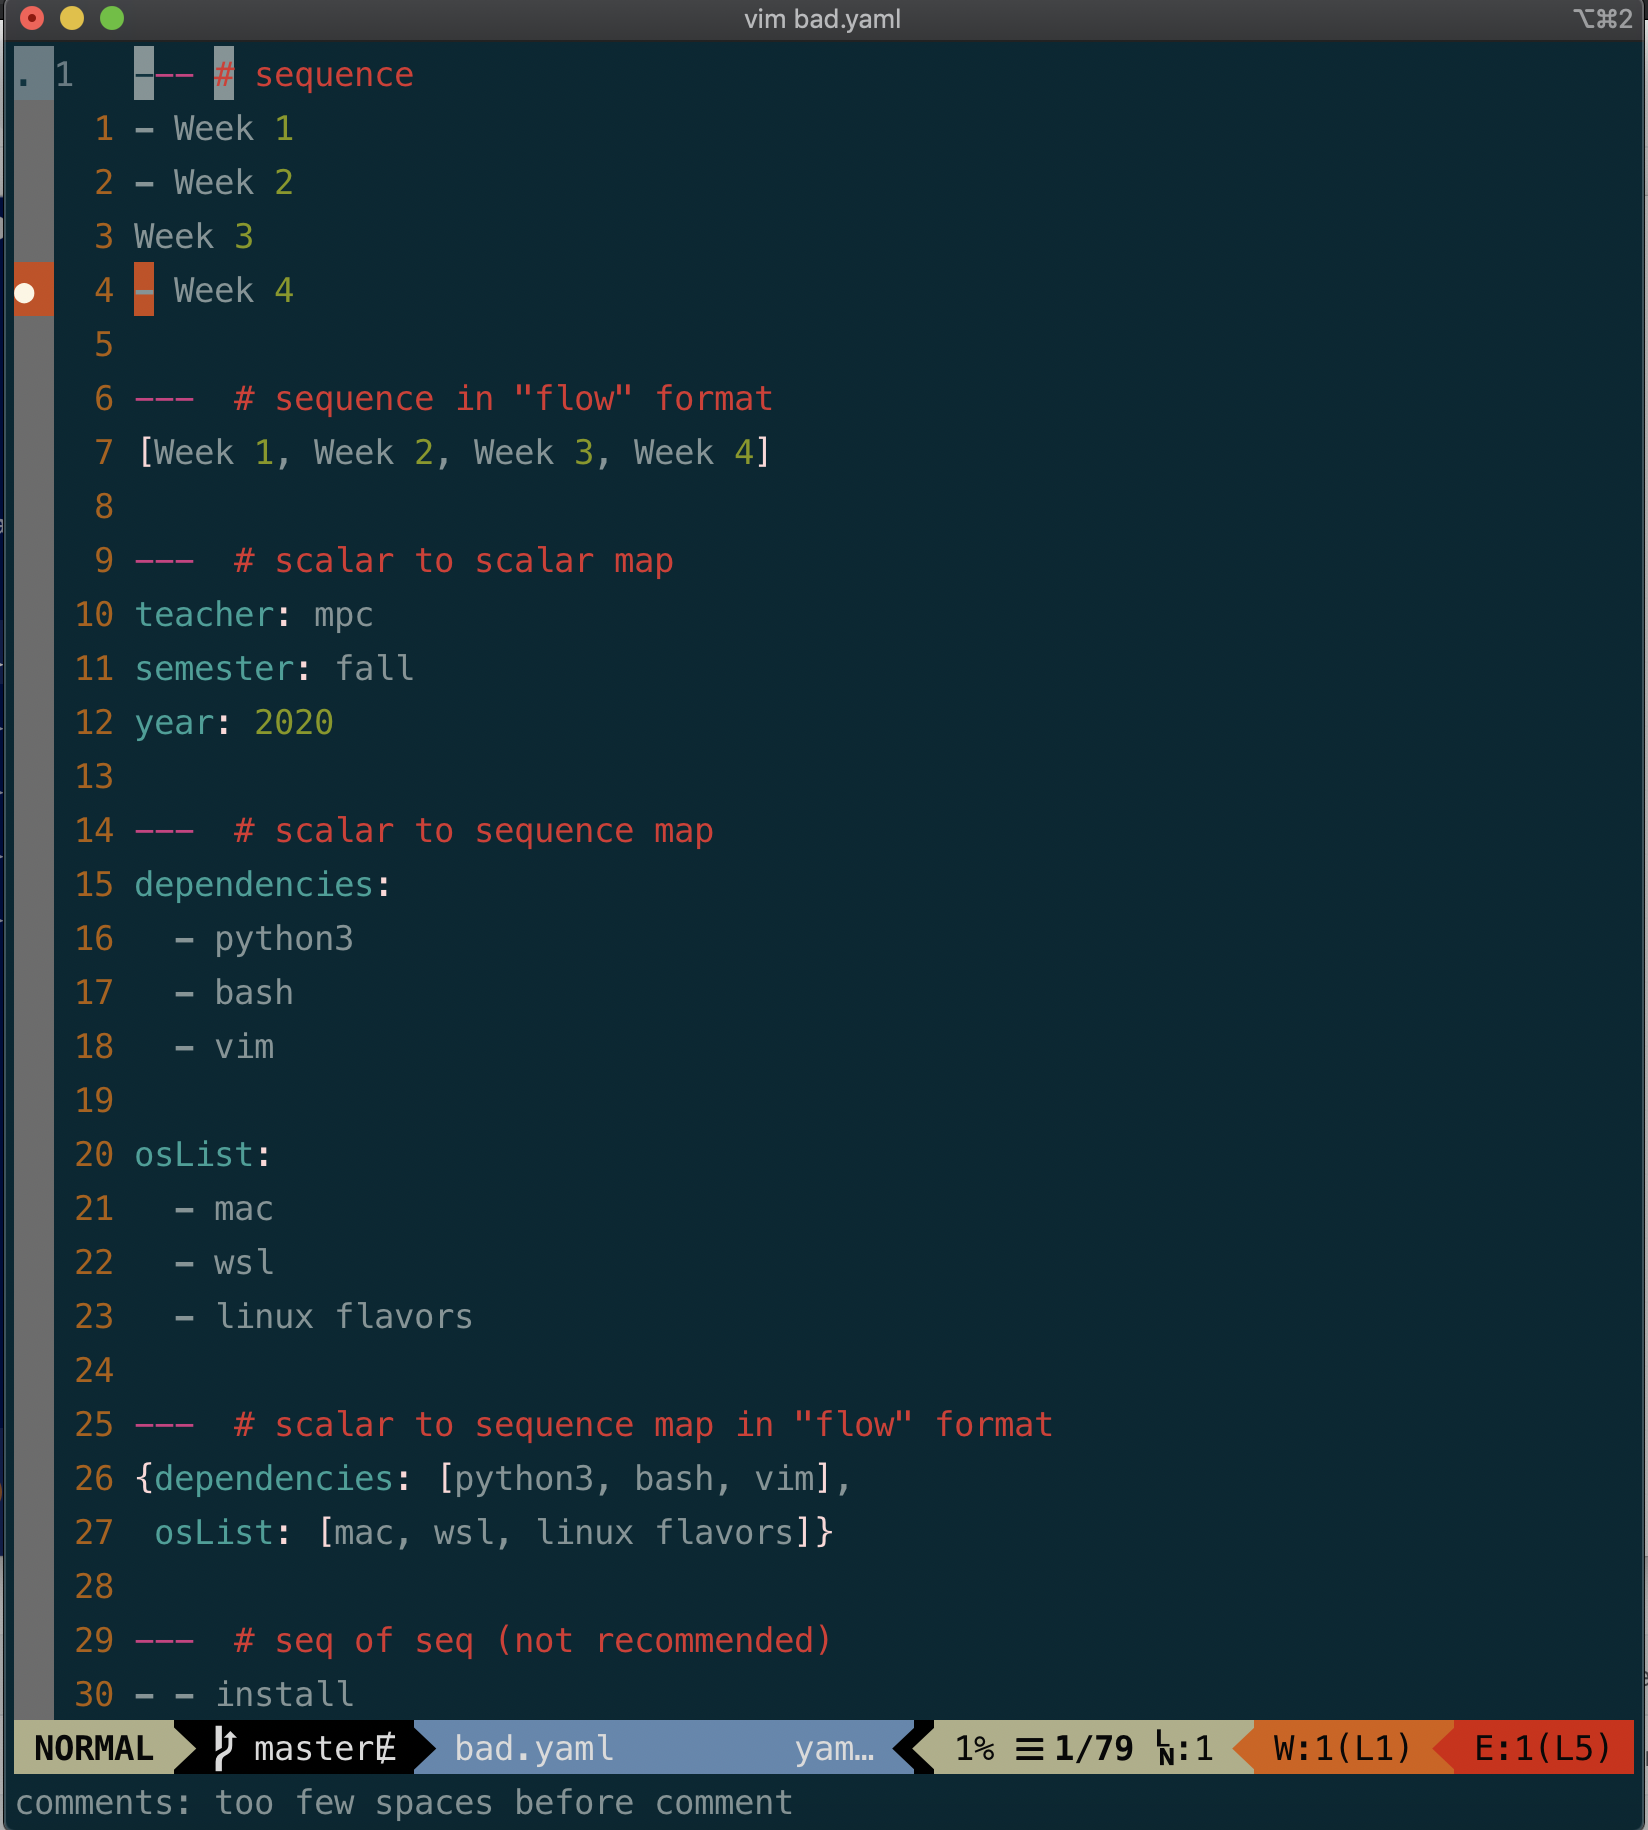 vim bad.yaml ⌥⌘2
. 1 --- # sequence
1 - Week 1
2 - Week 2
3 Week 3
● 4 - Week 4
5
6 ---  # sequence in "flow" format
7 [Week 1, Week 2, Week 3, Week 4]
8
9 ---  # scalar to scalar map
10 teacher: mpc
11 semester: fall
12 year: 2020
13
14 ---  # scalar to sequence map
15 dependencies:
16   - python3
17   - bash
18   - vim
19
20 osList:
21   - mac
22   - wsl
23   - linux flavors
24
25 ---  # scalar to sequence map in "flow" format
26 {dependencies: [python3, bash, vim],
27  osList: [mac, wsl, linux flavors]}
28
29 ---  # seq of seq (not recommended)
30 - - install
NORMAL master∉ bad.yaml yam… 1% ☰ 1/79 ␤:1 W:1(L1) E:1(L5)
comments: too few spaces before comment